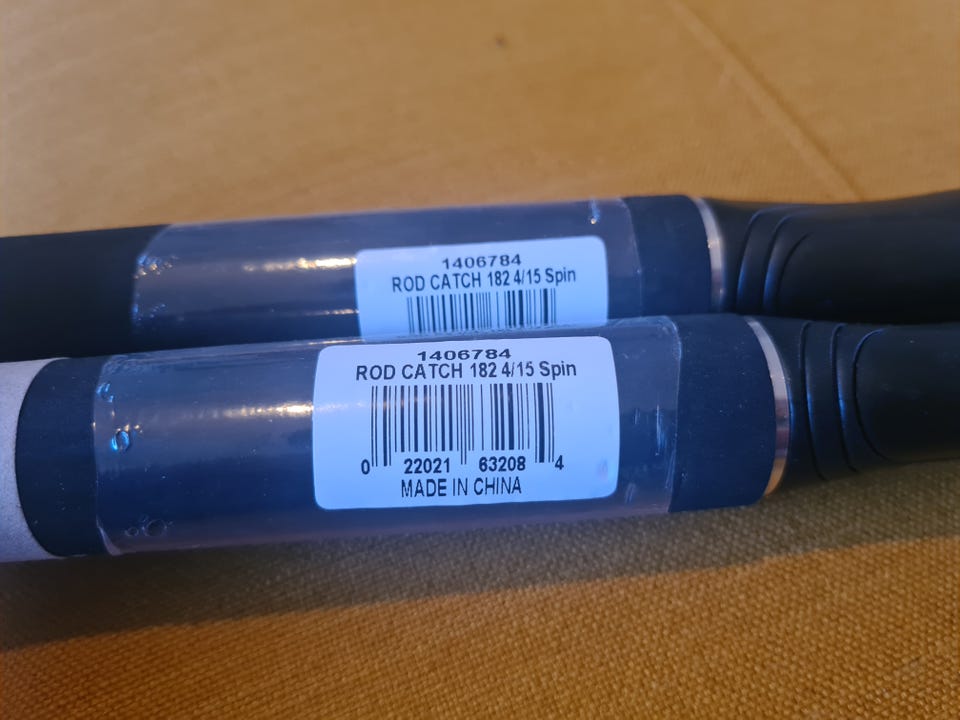 1406784
ROD CATCH 182 4/15 Spin
1406784
ROD CATCH 182 4/15 Spin
0 22021 63208 4
MADE IN CHINA